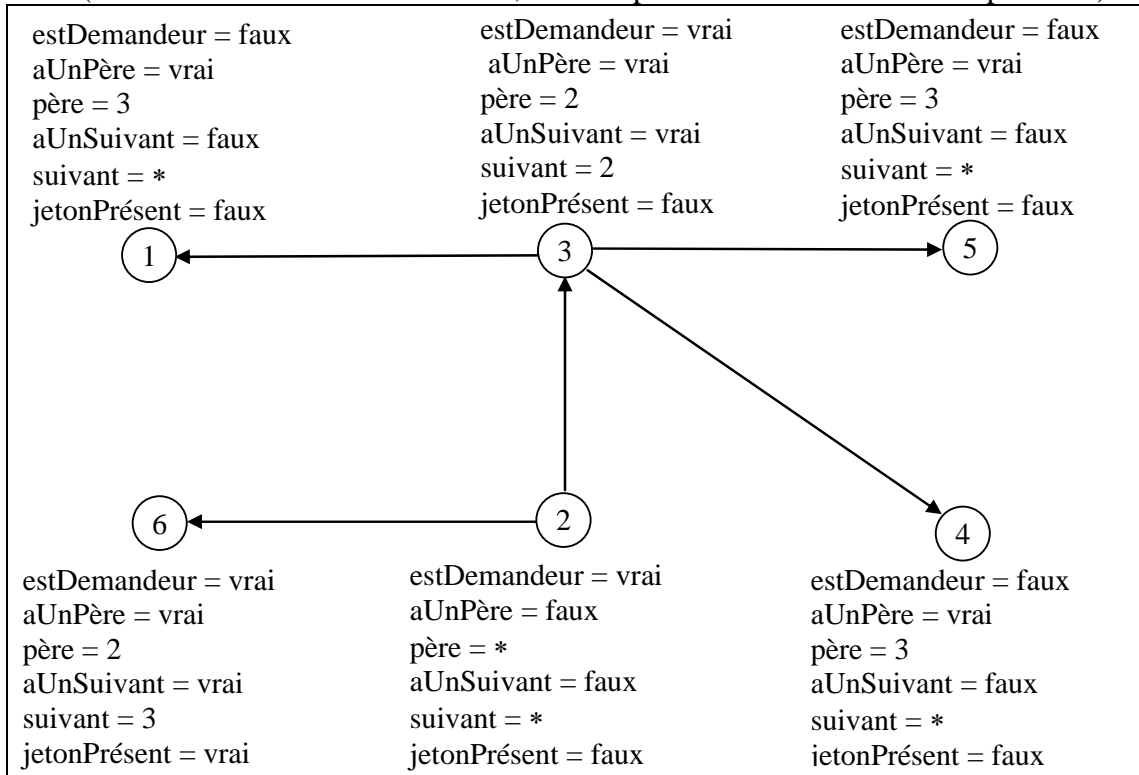 estDemandeur = faux
aUnPère = vrai
père = 3
aUnSuivant = faux
suivant = *
jetonPrésent = faux
estDemandeur = vrai
aUnPère = vrai
père = 2
aUnSuivant = vrai
suivant = 2
jetonPrésent = faux
estDemandeur = faux
aUnPère = vrai
père = 3
aUnSuivant = faux
suivant = *
jetonPrésent = faux
1
3
5
6
2
4
estDemandeur = vrai
aUnPère = vrai
père = 2
aUnSuivant = vrai
suivant = 3
jetonPrésent = vrai
estDemandeur = vrai
aUnPère = faux
père = *
aUnSuivant = faux
suivant = *
jetonPrésent = faux
estDemandeur = faux
aUnPère = vrai
père = 3
aUnSuivant = faux
suivant = *
jetonPrésent = faux